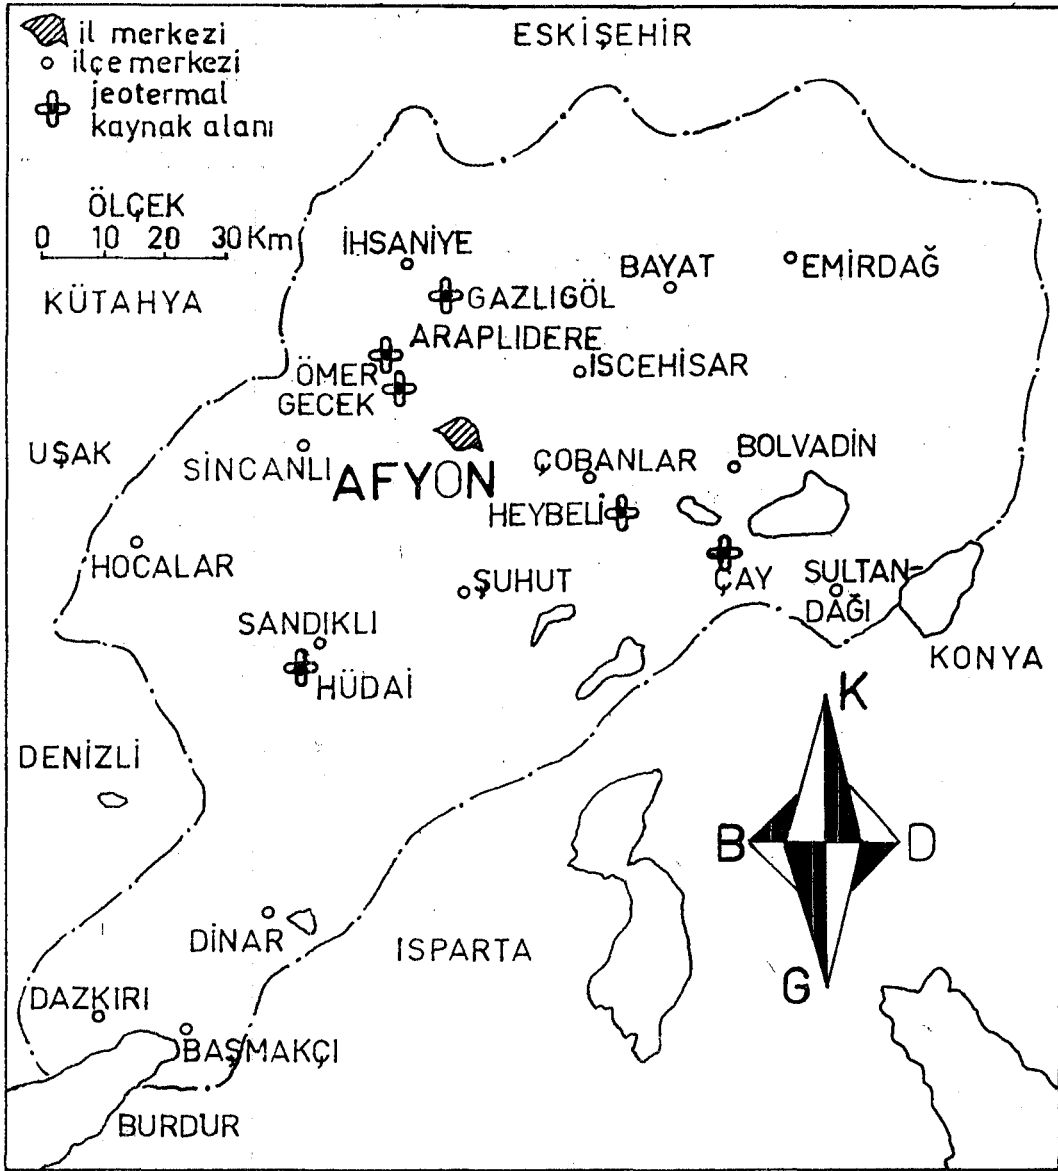 il merkezi
ilçe merkezi
jeotermal
kaynak alanı
ESKİŞEHİR
ÖLÇEK
0 10 20 30 Km
İHSANİYE
BAYAT
EMİRDAĞ
KÜTAHYA
GAZLIGÖL
ARAPLIDERE
ÖMER
GECEK
İSCEHİSAR
UŞAK
SİNCANLI
AFYON
ÇOBANLAR
BOLVADİN
HEYBELİ
HOCALAR
ŞUHUT
ÇAY
SULTAN-
DAĞI
SANDIKLI
HÜDAİ
KONYA
K
DENİZLİ
B
D
DİNAR
ISPARTA
G
DAZKIRI
BAŞMAKÇI
BURDUR